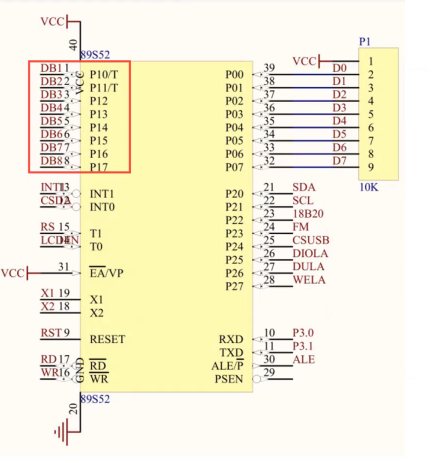 VCC
40
89S52
P1
DB1 1 P10/T
DB2 2 P11/T
DB3 3 P12
DB4 4 P13
DB5 5 P14
DB6 6 P15
DB7 7 P16
DB8 8 P17
VCC
P00 39 D0
P01 38 D1
P02 37 D2
P03 36 D3
P04 35 D4
P05 34 D5
P06 33 D6
P07 32 D7
VCC 1
2
3
4
5
6
7
8
9
10K
INT1 13 INT1
CSDA 12 INT0
RS 15 T1
LCDEN 14 T0
VCC 31 EA/VP
X1 19 X1
X2 18 X2
RST 9 RESET
RD 17 RD
WR 16 WR
GND
P20 21 SDA
P21 22 SCL
P22 23 18B20
P23 24 FM
P24 25 CSUSB
P25 26 DIOLA
P26 27 DULA
P27 28 WELA
RXD 10 P3.0
TXD 11 P3.1
ALE/P 30 ALE
PSEN 29
89S52
20